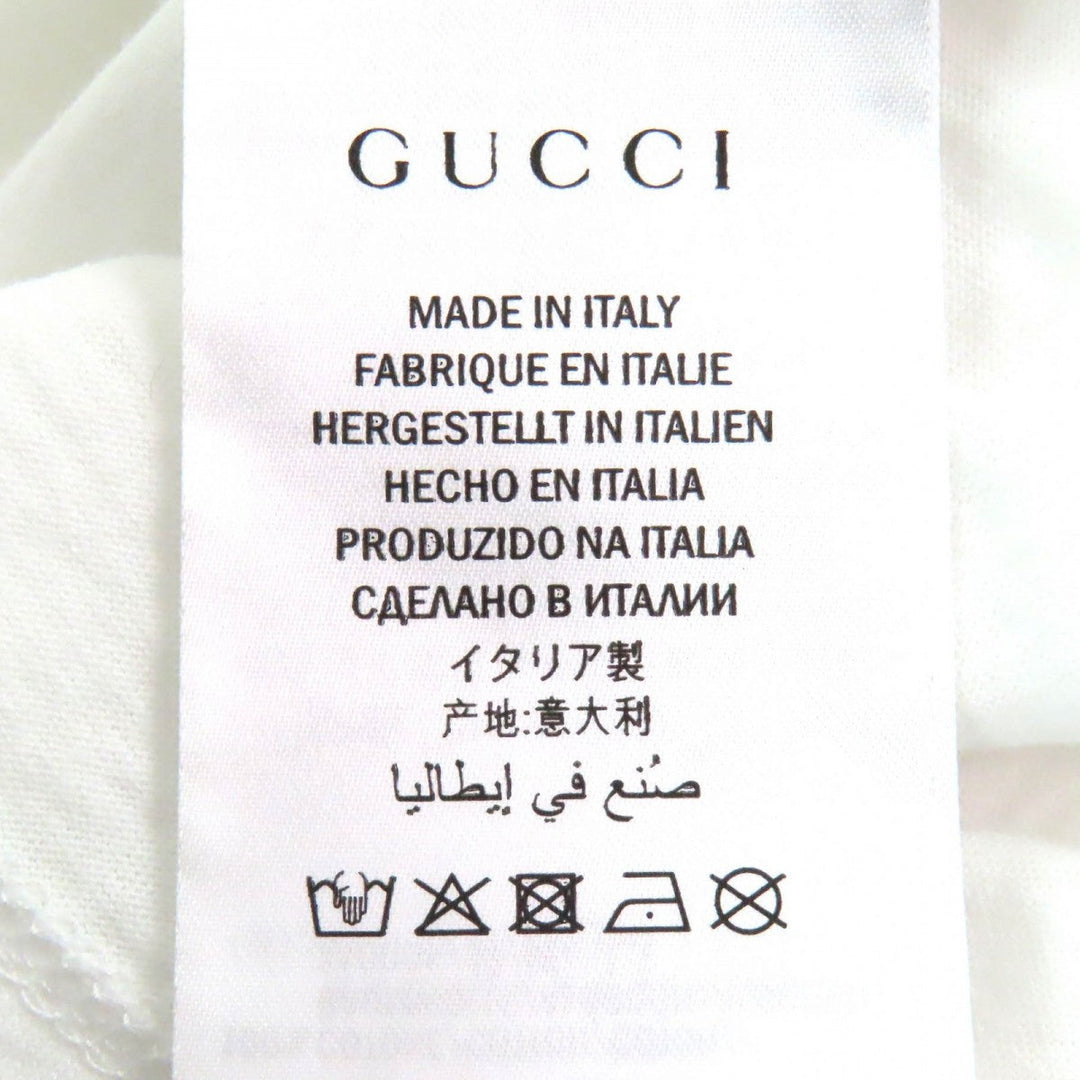 GUCCI
MADE IN ITALY
FABRIQUE EN ITALIE
HERGESTELLT IN ITALIEN
HECHO EN ITALIA
PRODUZIDO NA ITALIA
СДЕЛАНО В ИТАЛИИ
イタリア製
产地:意大利
صُنع في إيطاليا